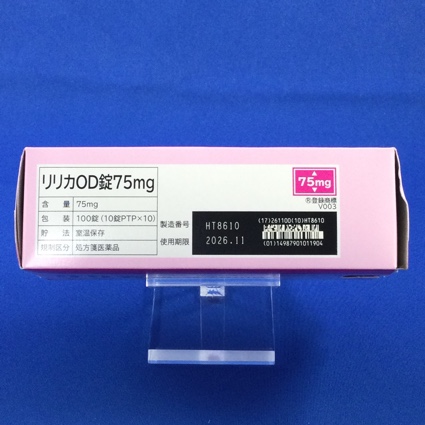 リリカOD錠75mg
含量 75mg
包装 100錠(10錠PTP×10)
貯法 室温保存
規制区分 処方箋医薬品
製造番号 HT8610
使用期限 2026.11
75mg
®登録商標
V003
(17)261100(10)HT8610
(01)14987901011904